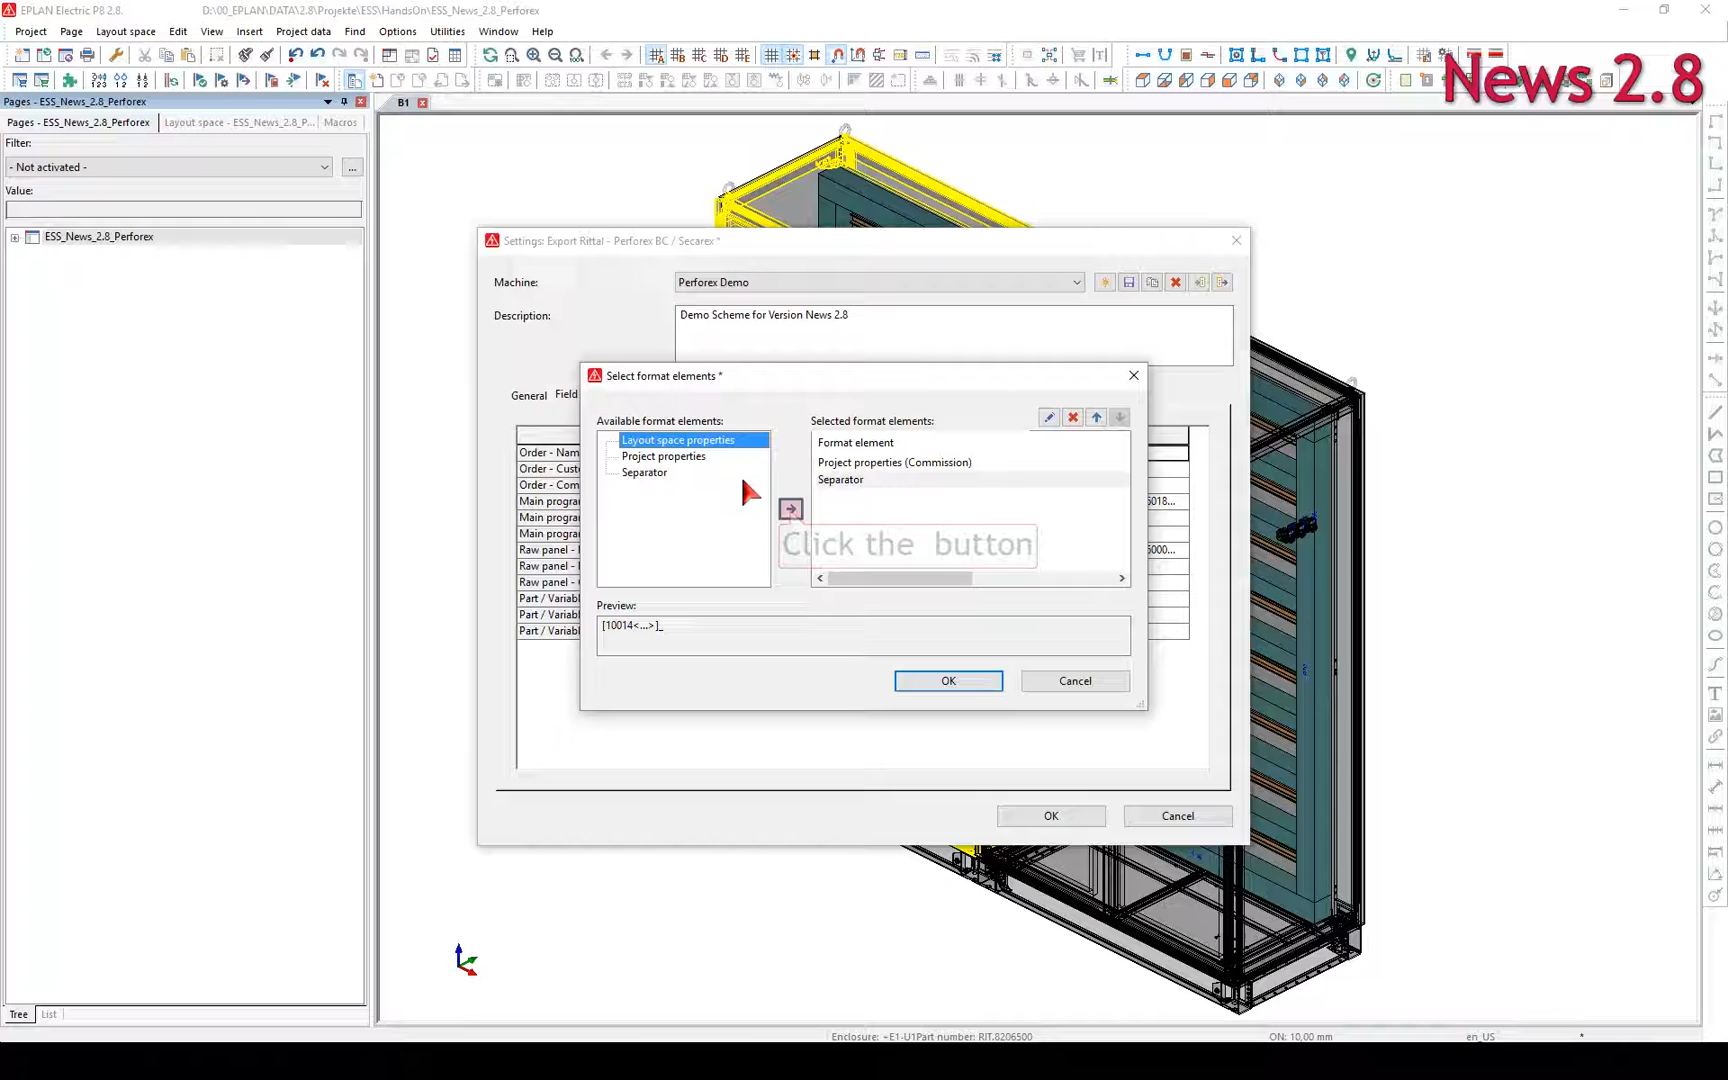 EPLAN Electric P8 2.8.
D:\00_EPLAN\DATA\2.8\Projekte\ESS\HandsOn\ESS_News_2.8_Perforex
Project Page Layout space Edit View Insert Project data Find Options Utilities Window Help
News 2.8
Pages - ESS_News_2.8_Perforex
B1
Pages - ESS_News_2.8_Perforex
Layout space - ESS_News_2.8_P...
Macros
Filter:
- Not activated -
...
Value:
ESS_News_2.8_Perforex
Settings: Export Rittal - Perforex BC / Secarex *
Machine:
Perforex Demo
Description:
Demo Scheme for Version News 2.8
General
Field
Select format elements *
Available format elements:
Selected format elements:
Layout space properties
Project properties
Separator
Format element
Project properties (Commission)
Separator
Click the button
Order - Nam
Order - Custo
Order - Com
Main progran
6018...
Main progran
Main progran
Raw panel - I
6000...
Raw panel - I
Raw panel - C
Part / Variabl
Part / Variabl
Part / Variabl
Preview:
[10014<...>]_
OK
Cancel
OK
Cancel
Tree
List
Enclosure: =E1-U1Part number: RIT.8206500
ON: 10,00 mm
en_US
*